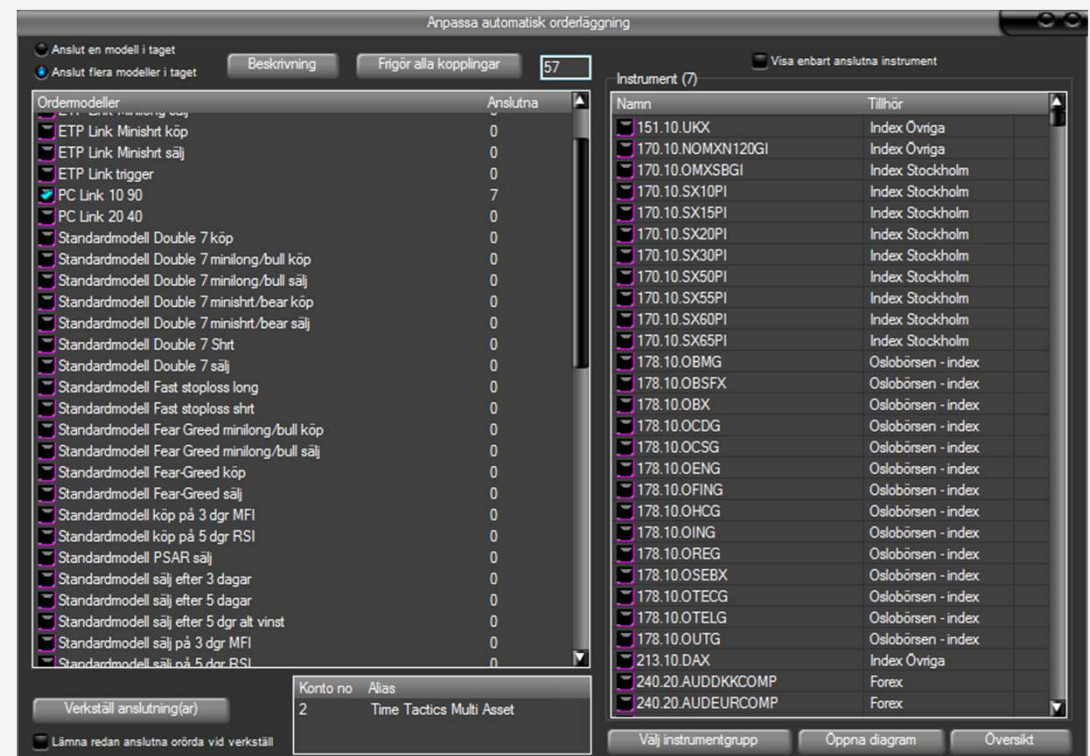 Anpassa automatisk orderläggning
Anslut en modell i taget
Anslut flera modeller i taget
Beskrivning
Frigör alla kopplingar
57
Ordermodeller Anslutna
ETP Link Minilong sälj 0
ETP Link Minishrt köp 0
ETP Link Minishrt sälj 0
ETP Link trigger 0
PC Link 10 90 7
PC Link 20 40 0
Standardmodell Double 7 köp 0
Standardmodell Double 7 minilong/bull köp 0
Standardmodell Double 7 minilong/bull sälj 0
Standardmodell Double 7 minishrt/bear köp 0
Standardmodell Double 7 minishrt/bear sälj 0
Standardmodell Double 7 Shrt 0
Standardmodell Double 7 sälj 0
Standardmodell Fast stoploss long 0
Standardmodell Fast stoploss shrt 0
Standardmodell Fear Greed minilong/bull köp 0
Standardmodell Fear Greed minilong/bull sälj 0
Standardmodell Fear-Greed köp 0
Standardmodell Fear-Greed sälj 0
Standardmodell köp på 3 dgr MFI 0
Standardmodell köp på 5 dgr RSI 0
Standardmodell PSAR sälj 0
Standardmodell sälj efter 3 dagar 0
Standardmodell sälj efter 5 dagar 0
Standardmodell sälj efter 5 dgr alt vinst 0
Standardmodell sälj på 3 dgr MFI 0
Standardmodell sälj på 5 dgr RSI 0
Verkställ anslutning(ar)
Lämna redan anslutna orörda vid verkställ
Konto no Alias
2 Time Tactics Multi Asset
Visa enbart anslutna instrument
Instrument (7)
Namn Tillhör
151.10.UKX Index Övriga
170.10.NOMXN120GI Index Övriga
170.10.OMXSBGI Index Stockholm
170.10.SX10PI Index Stockholm
170.10.SX15PI Index Stockholm
170.10.SX20PI Index Stockholm
170.10.SX30PI Index Stockholm
170.10.SX50PI Index Stockholm
170.10.SX55PI Index Stockholm
170.10.SX60PI Index Stockholm
170.10.SX65PI Index Stockholm
178.10.OBMG Oslobörsen - index
178.10.OBSFX Oslobörsen - index
178.10.OBX Oslobörsen - index
178.10.OCDG Oslobörsen - index
178.10.OCSG Oslobörsen - index
178.10.OENG Oslobörsen - index
178.10.OFING Oslobörsen - index
178.10.OHCG Oslobörsen - index
178.10.OING Oslobörsen - index
178.10.OREG Oslobörsen - index
178.10.OSEBX Oslobörsen - index
178.10.OTECG Oslobörsen - index
178.10.OTELG Oslobörsen - index
178.10.OUTG Oslobörsen - index
213.10.DAX Index Övriga
240.20.AUDDKKCOMP Forex
240.20.AUDEURCOMP Forex
Välj instrumentgrupp
Öppna diagram
Översikt